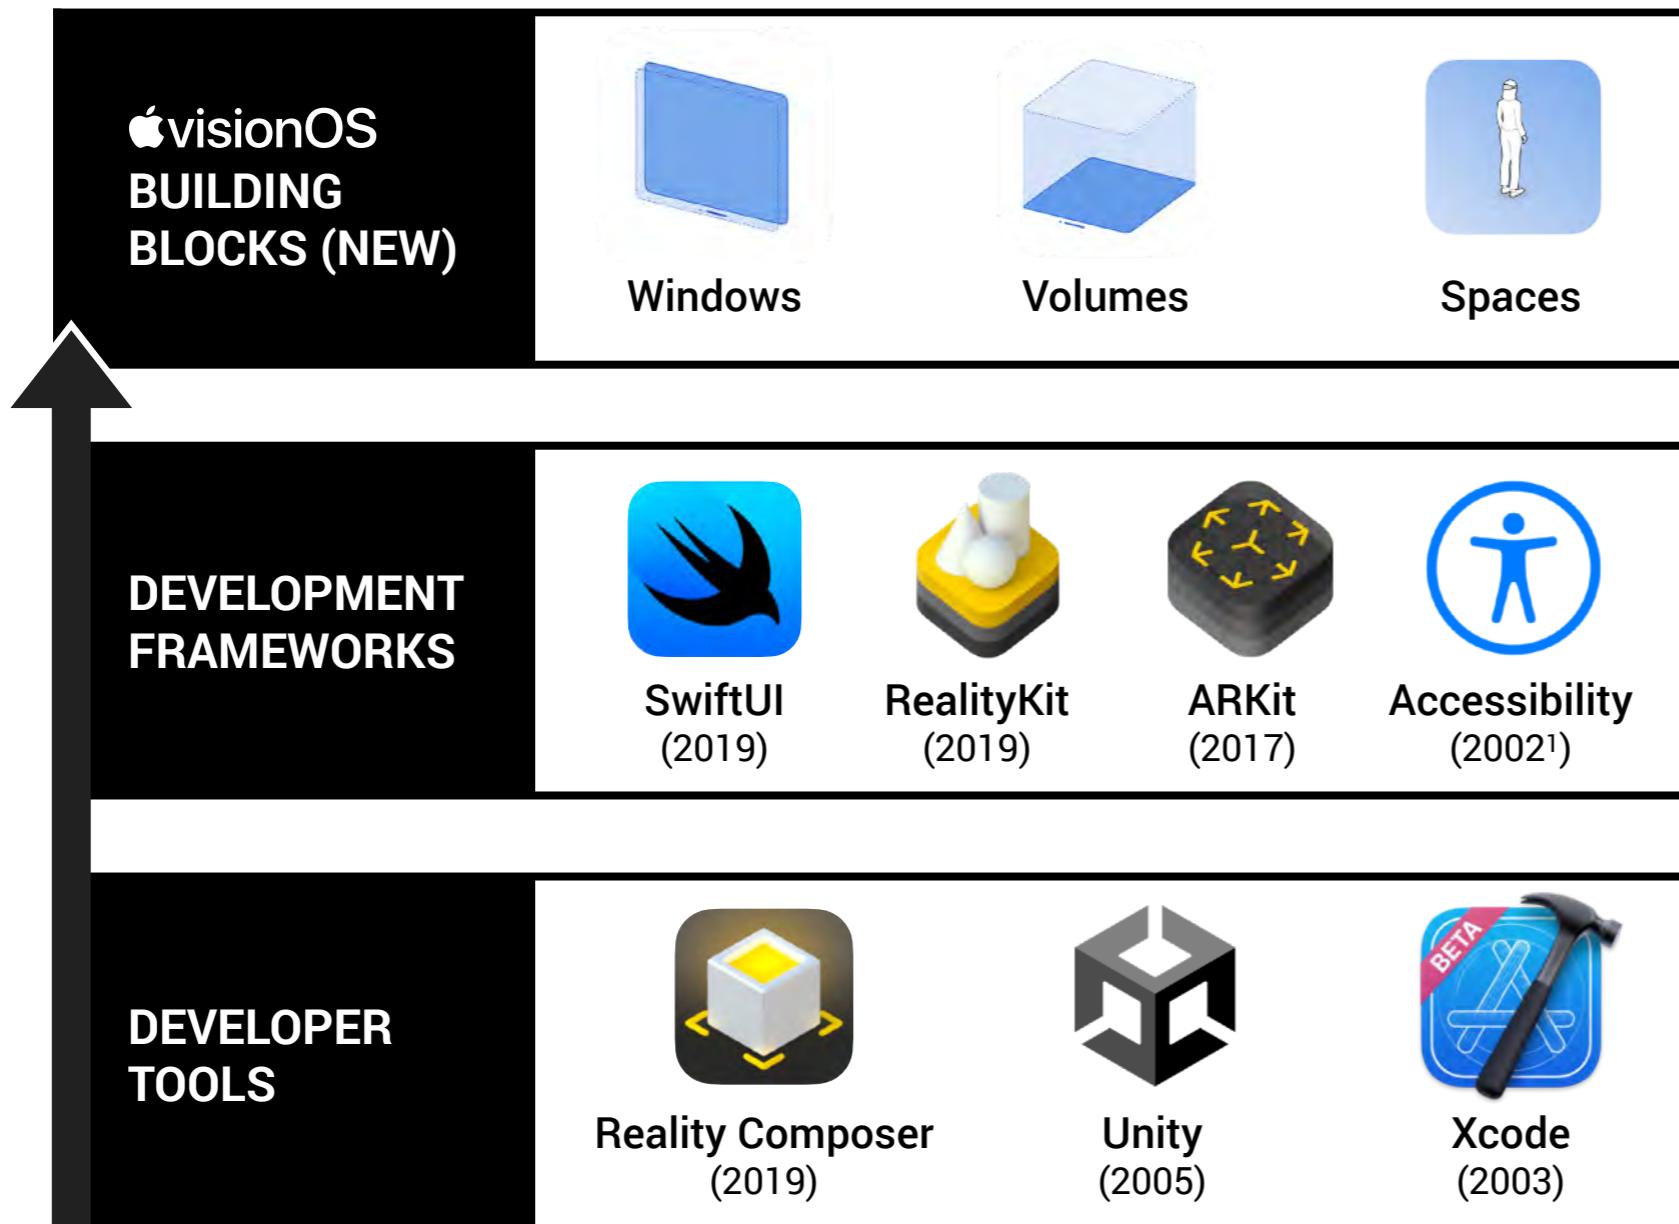 visionOS
BUILDING
BLOCKS (NEW)
Windows
Volumes
Spaces
DEVELOPMENT
FRAMEWORKS
SwiftUI
(2019)
RealityKit
(2019)
ARKit
(2017)
Accessibility
(2002¹)
DEVELOPER
TOOLS
BETA
Reality Composer
(2019)
Unity
(2005)
Xcode
(2003)